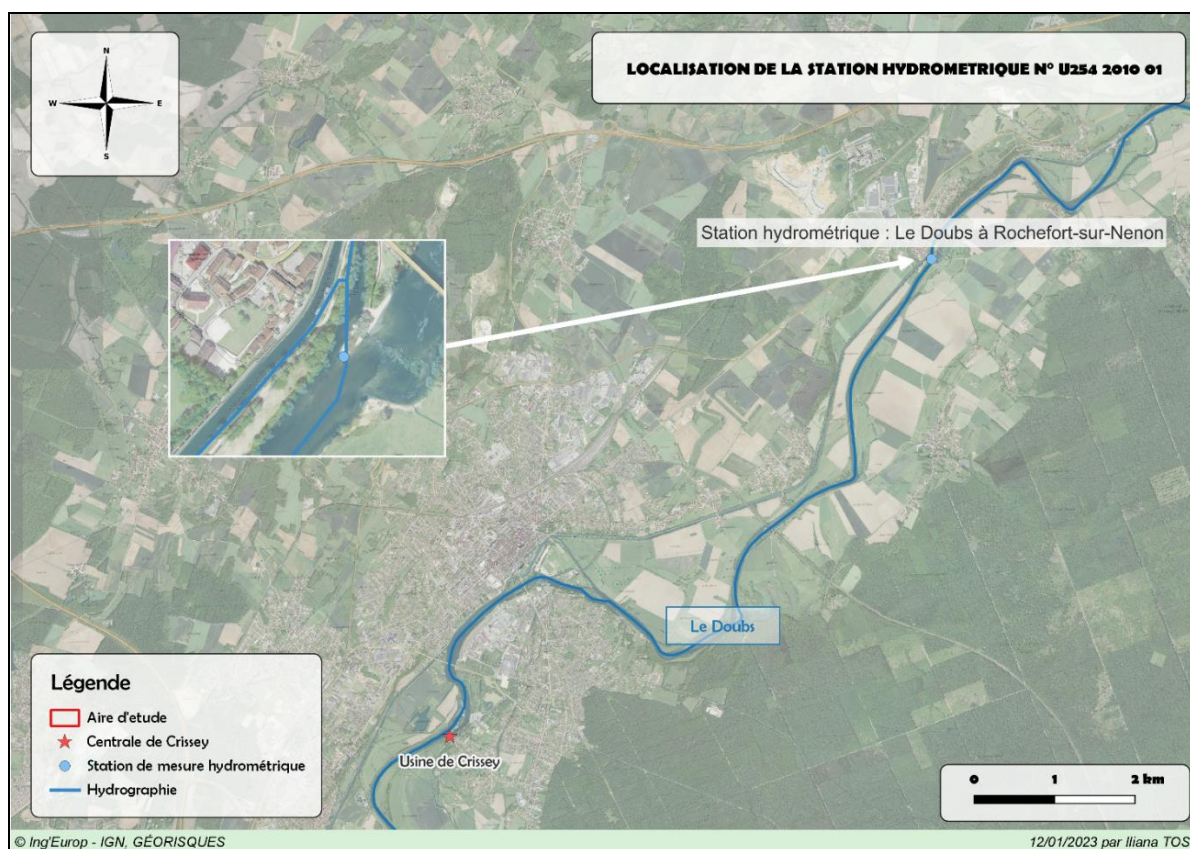 N
W
E
S
LOCALISATION DE LA STATION HYDROMETRIQUE N° U254 2010 01
Station hydrométrique : Le Doubs à Rochefort-sur-Nenon
Le Doubs
Usine de Crissey
Légende
Aire d'etude
Centrale de Crissey
Station de mesure hydrométrique
Hydrographie
0 1 2 km
© Ing'Europ - IGN, GÉORISQUES
12/01/2023 par Iliana TOS